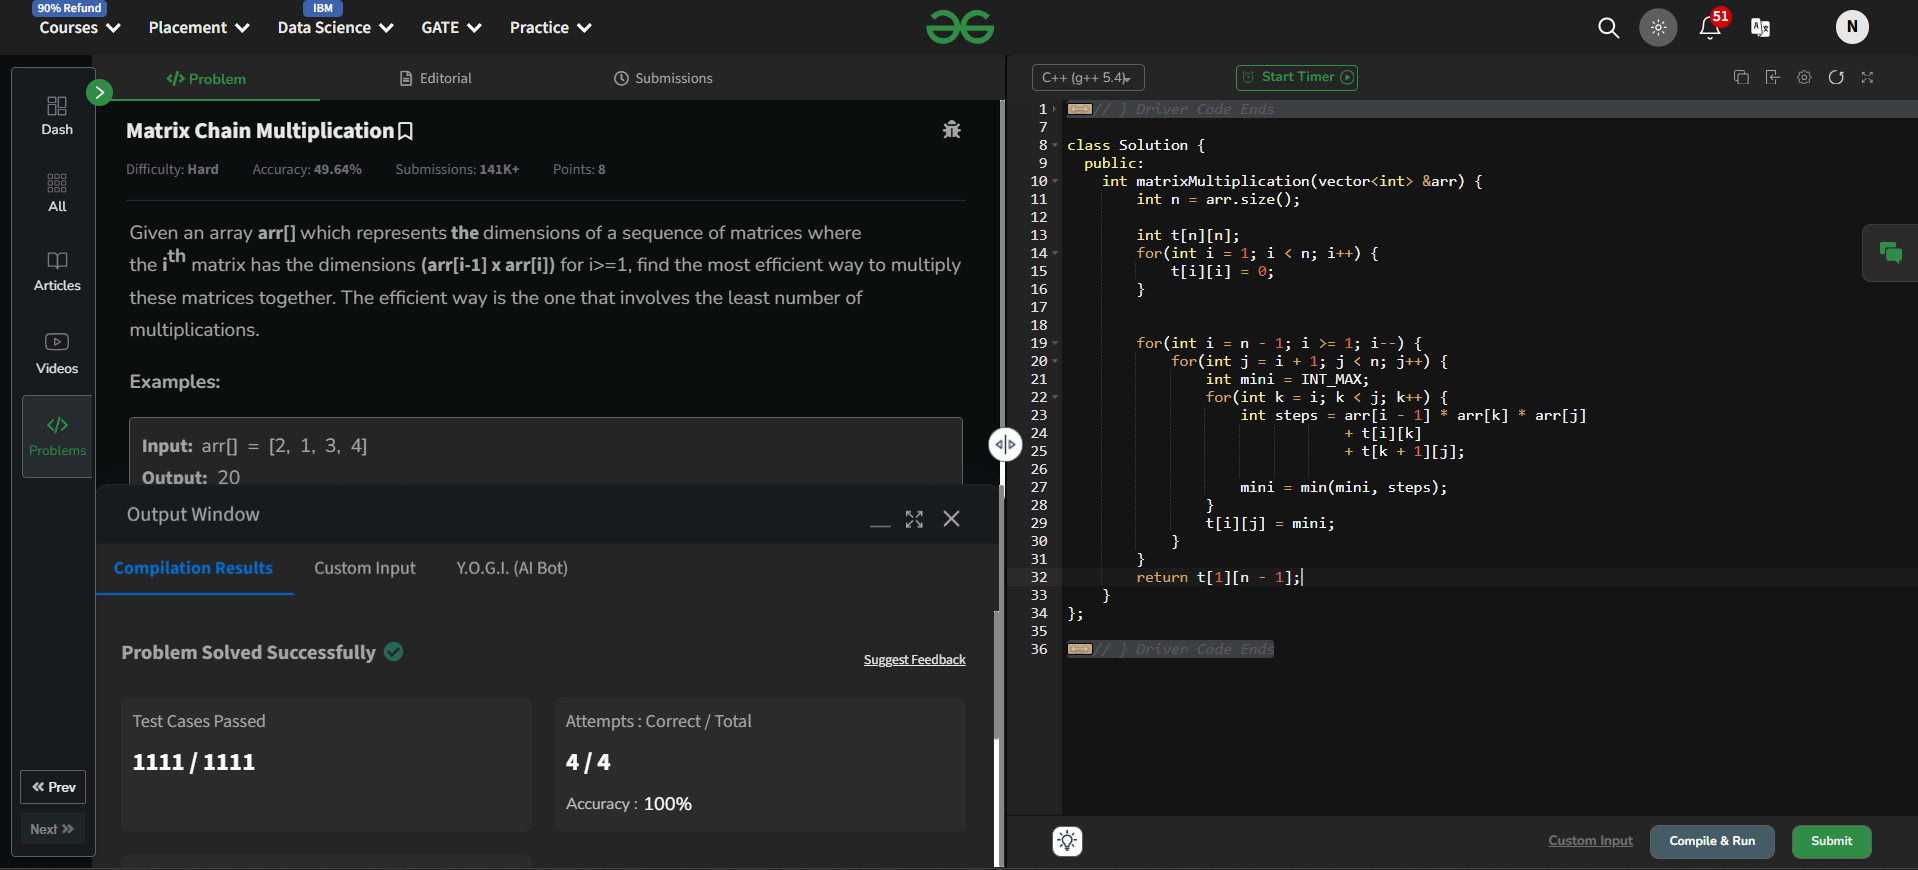 90% Refund
IBM
Courses Placement Data Science GATE Practice
51
N
Dash
All
Articles
Videos
Problems
Prev
Next
Problem Editorial Submissions
Matrix Chain Multiplication
Difficulty: Hard Accuracy: 49.64% Submissions: 141K+ Points: 8
Given an array arr[] which represents the dimensions of a sequence of matrices where
the ith matrix has the dimensions (arr[i-1] x arr[i]) for i>=1, find the most efficient way to multiply
these matrices together. The efficient way is the one that involves the least number of
multiplications.
Examples:
Input: arr[] = [2, 1, 3, 4]
Output: 20
Output Window
Compilation Results Custom Input Y.O.G.I. (AI Bot)
Problem Solved Successfully
Suggest Feedback
Test Cases Passed
1111 / 1111
Attempts : Correct / Total
4 / 4
Accuracy : 100%
C++ (g++ 5.4)
Start Timer
1 // } Driver Code Ends
7
8 class Solution {
9 public:
10 int matrixMultiplication(vector<int> &arr) {
11 int n = arr.size();
12
13 int t[n][n];
14 for(int i = 1; i < n; i++) {
15 t[i][i] = 0;
16 }
17
18
19 for(int i = n - 1; i >= 1; i--) {
20 for(int j = i + 1; j < n; j++) {
21 int mini = INT_MAX;
22 for(int k = i; k < j; k++) {
23 int steps = arr[i - 1] * arr[k] * arr[j]
24 + t[i][k]
25 + t[k + 1][j];
26
27 mini = min(mini, steps);
28 }
29 t[i][j] = mini;
30 }
31 }
32 return t[1][n - 1];
33 }
34 };
35
36 // } Driver Code Ends
Custom Input Compile & Run Submit